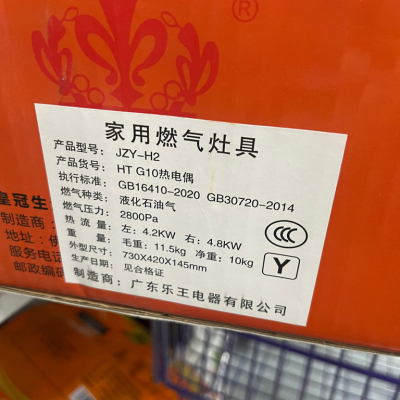 家用燃气灶具
产品型号: JZY-H2
产品货号: HT G10热电偶
执行标准: GB16410-2020 GB30720-2014
燃气种类: 液化石油气
燃气压力: 2800Pa
热流量: 左: 4.2KW 右: 4.8KW
重量: 毛重: 11.5kg 净重: 10kg
外型尺寸: 730X420X145mm
生产日期: 见合格证
制造商: 广东乐王电器有限公司
CCC
Y
皇冠生
制造商:
地址: 佛
服务电话
邮政编码